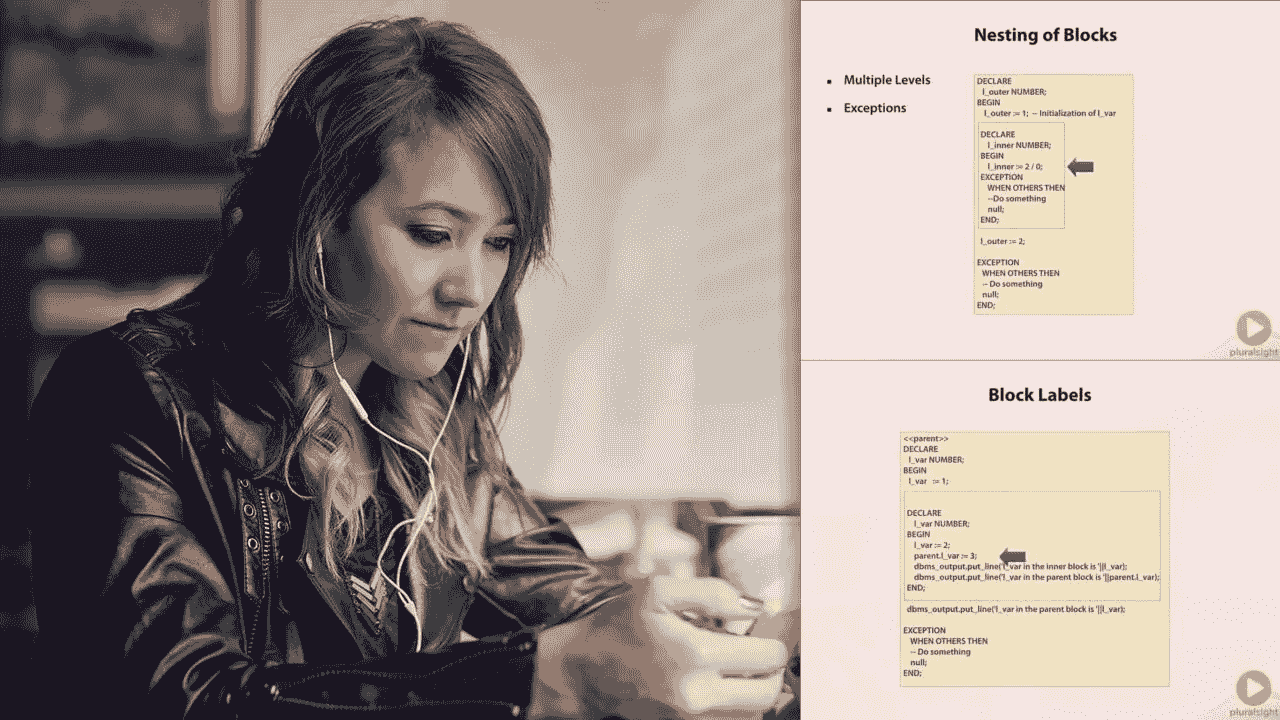 Nesting of Blocks
▪ Multiple Levels
▪ Exceptions
DECLARE
l_outer NUMBER;
BEGIN
l_outer := 1; -- Initialization of l_var
DECLARE
l_inner NUMBER;
BEGIN
l_inner := 2 / 0;
EXCEPTION
WHEN OTHERS THEN
--Do something
null;
END;
l_outer := 2;
EXCEPTION
WHEN OTHERS THEN
-- Do something
null;
END;
pluralsight
Block Labels
<<parent>>
DECLARE
l_var NUMBER;
BEGIN
l_var := 1;
DECLARE
l_var NUMBER;
BEGIN
l_var := 2;
parent.l_var := 3;
dbms_output.put_line('l_var in the inner block is '||l_var);
dbms_output.put_line('l_var in the parent block is '||parent.l_var);
END;
dbms_output.put_line('l_var in the parent block is '||l_var);
EXCEPTION
WHEN OTHERS THEN
-- Do something
null;
END;
pluralsight